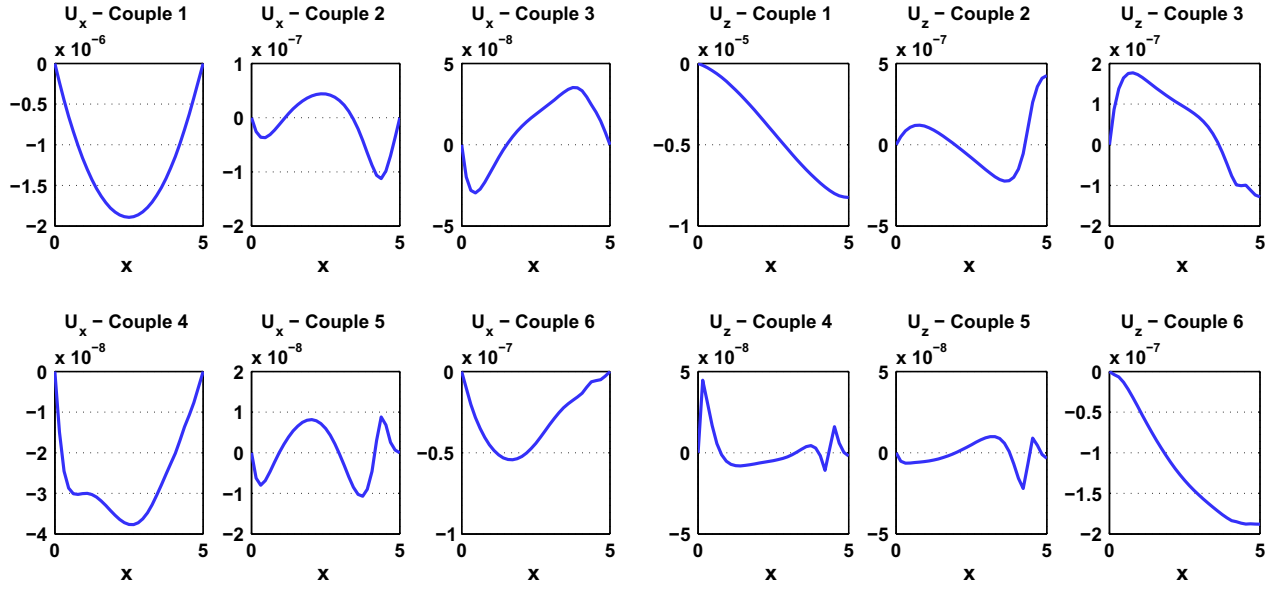 U_x − Couple 1
x 10^−6
0
−0.5
−1
−1.5
−2
0 5
x
U_x − Couple 2
x 10^−7
1
0
−1
−2
0 5
x
U_x − Couple 3
x 10^−8
5
0
−5
0 5
x
U_z − Couple 1
x 10^−5
0
−0.5
−1
0 5
x
U_z − Couple 2
x 10^−7
5
0
−5
0 5
x
U_z − Couple 3
x 10^−7
2
1
0
−1
−2
0 5
x
U_x − Couple 4
x 10^−8
0
−1
−2
−3
−4
0 5
x
U_x − Couple 5
x 10^−8
2
1
0
−1
−2
0 5
x
U_x − Couple 6
x 10^−7
0
−0.5
−1
0 5
x
U_z − Couple 4
x 10^−8
5
0
−5
0 5
x
U_z − Couple 5
x 10^−8
5
0
−5
0 5
x
U_z − Couple 6
x 10^−7
0
−0.5
−1
−1.5
−2
0 5
x